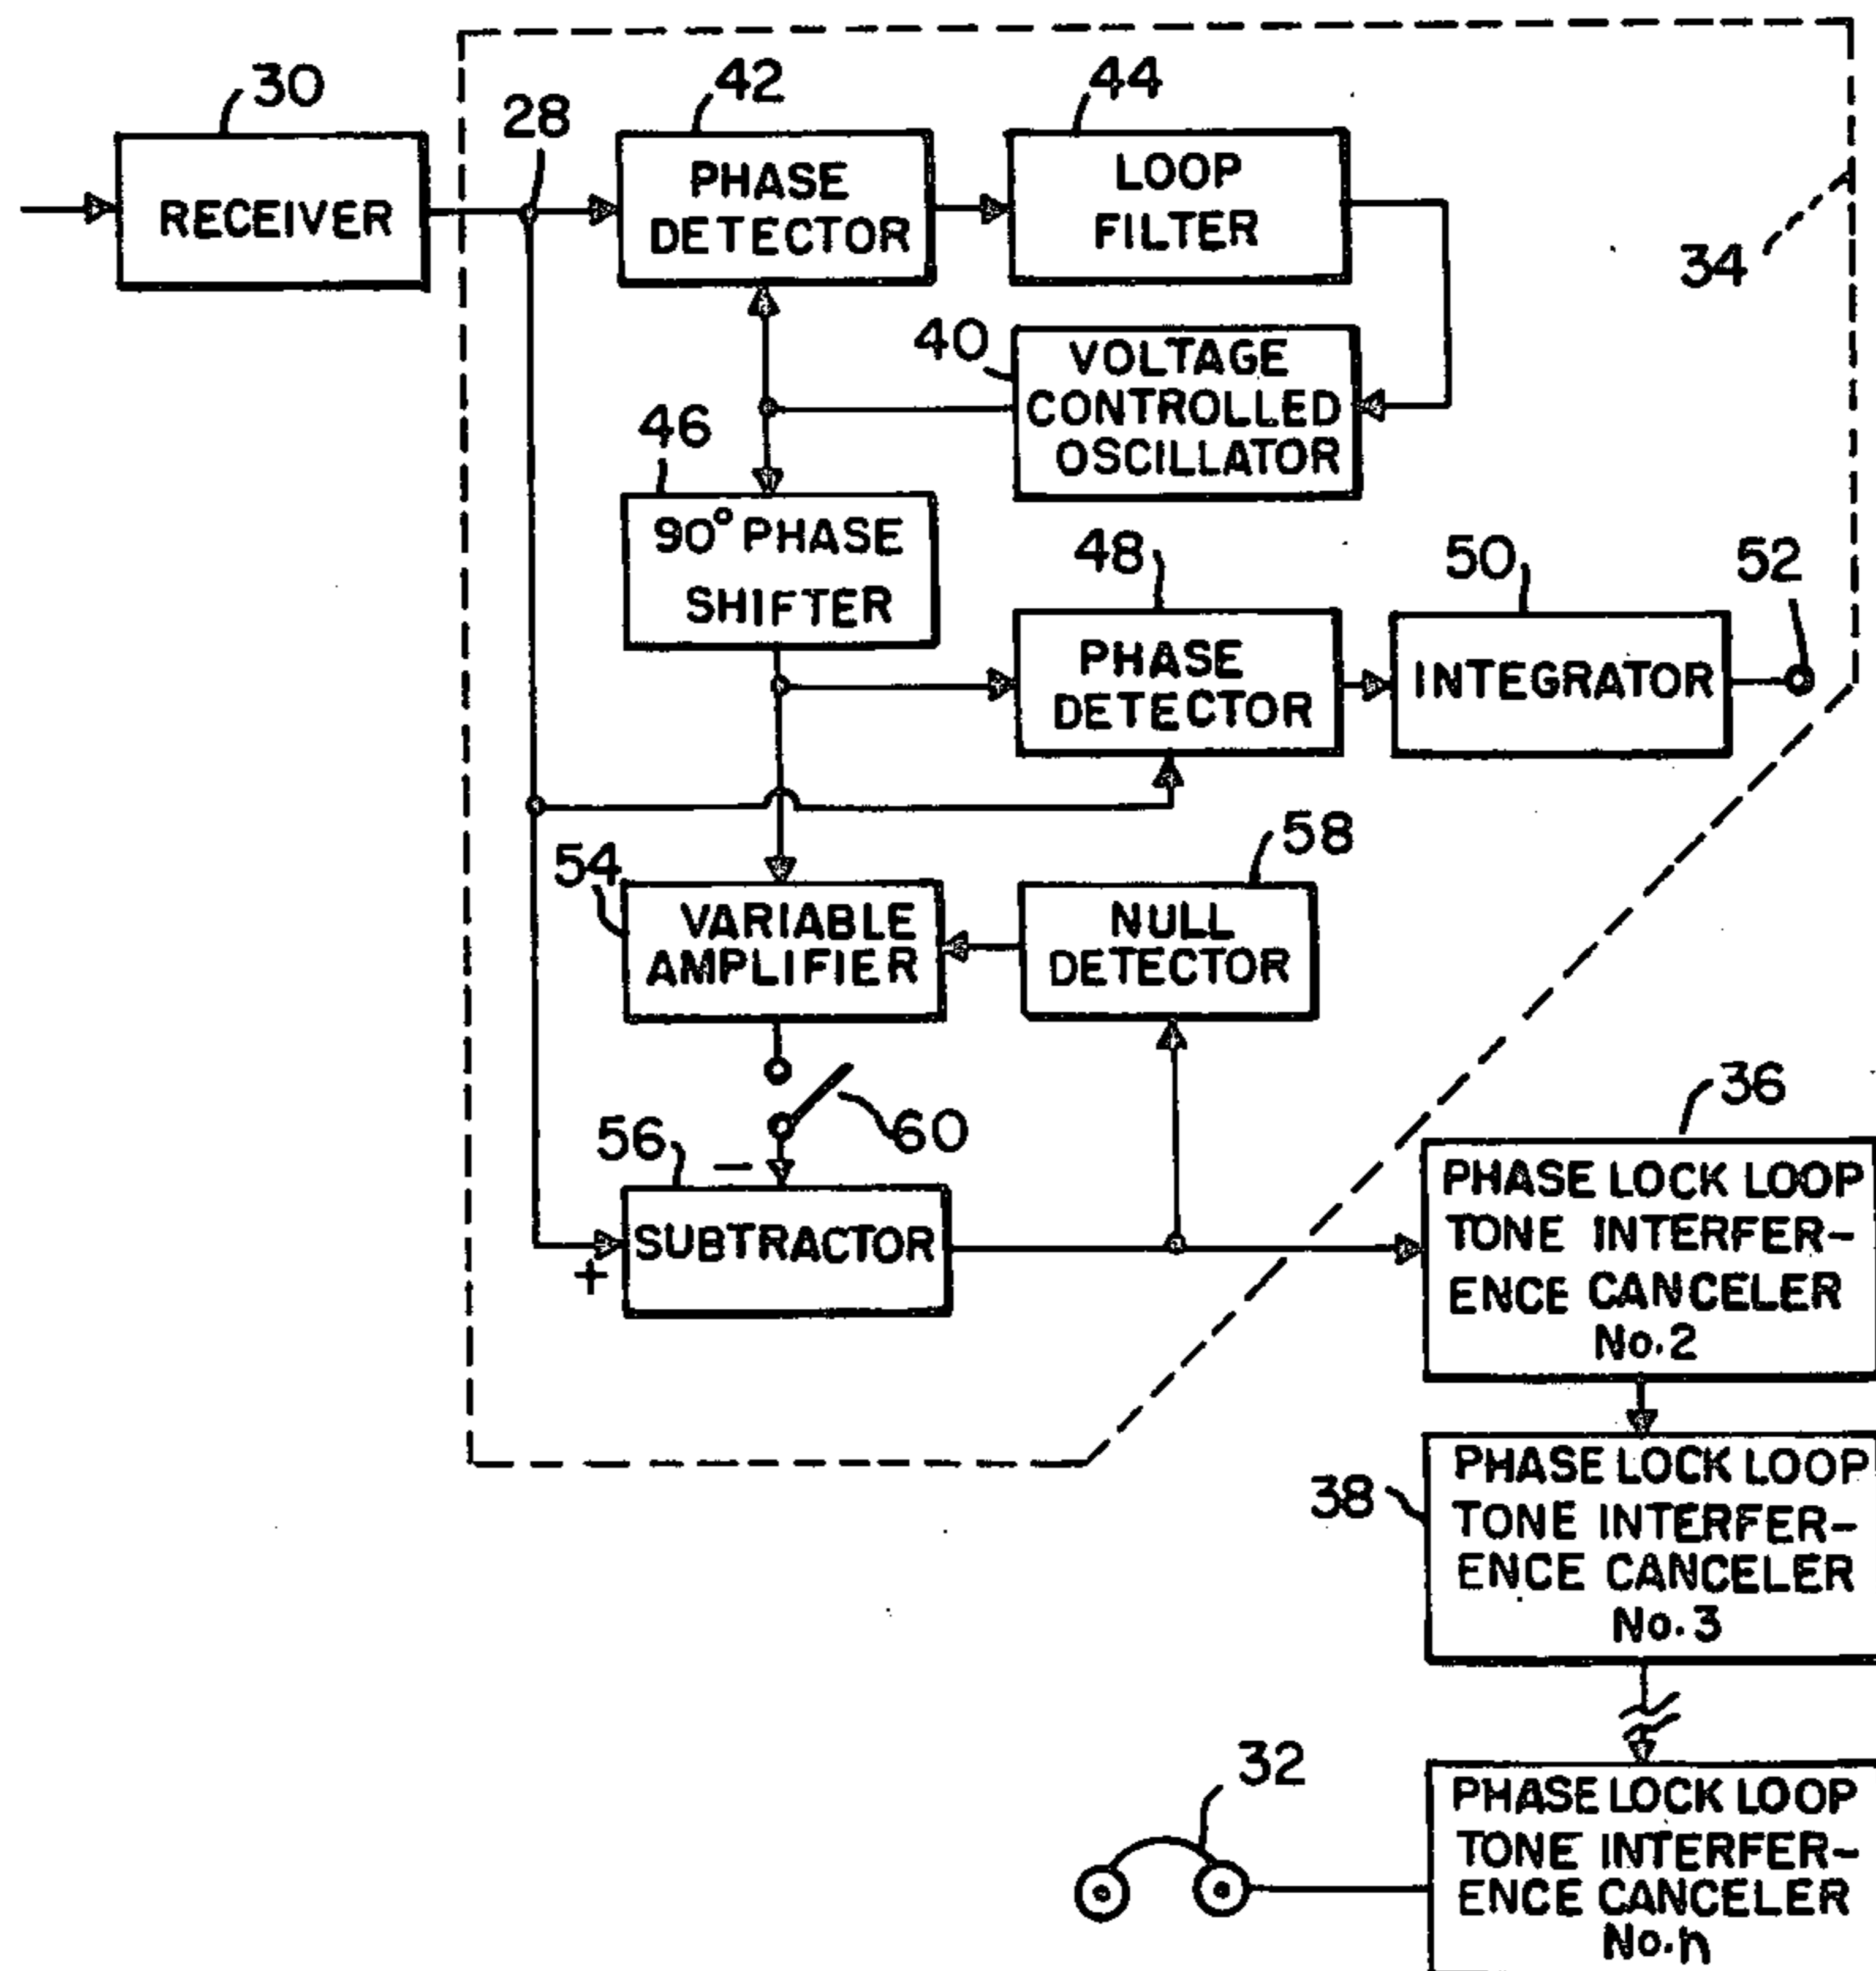 30
RECEIVER
28
42
PHASE
DETECTOR
44
LOOP
FILTER
34
40
VOLTAGE
CONTROLLED
OSCILLATOR
46
90° PHASE
SHIFTER
48
PHASE
DETECTOR
50
INTEGRATOR
52
54
VARIABLE
AMPLIFIER
58
NULL
DETECTOR
60
56
−
+
SUBTRACTOR
36
PHASE LOCK LOOP
TONE INTERFER-
ENCE CANCELER
No. 2
38
PHASE LOCK LOOP
TONE INTERFER-
ENCE CANCELER
No. 3
32
PHASE LOCK LOOP
TONE INTERFER-
ENCE CANCELER
No. n